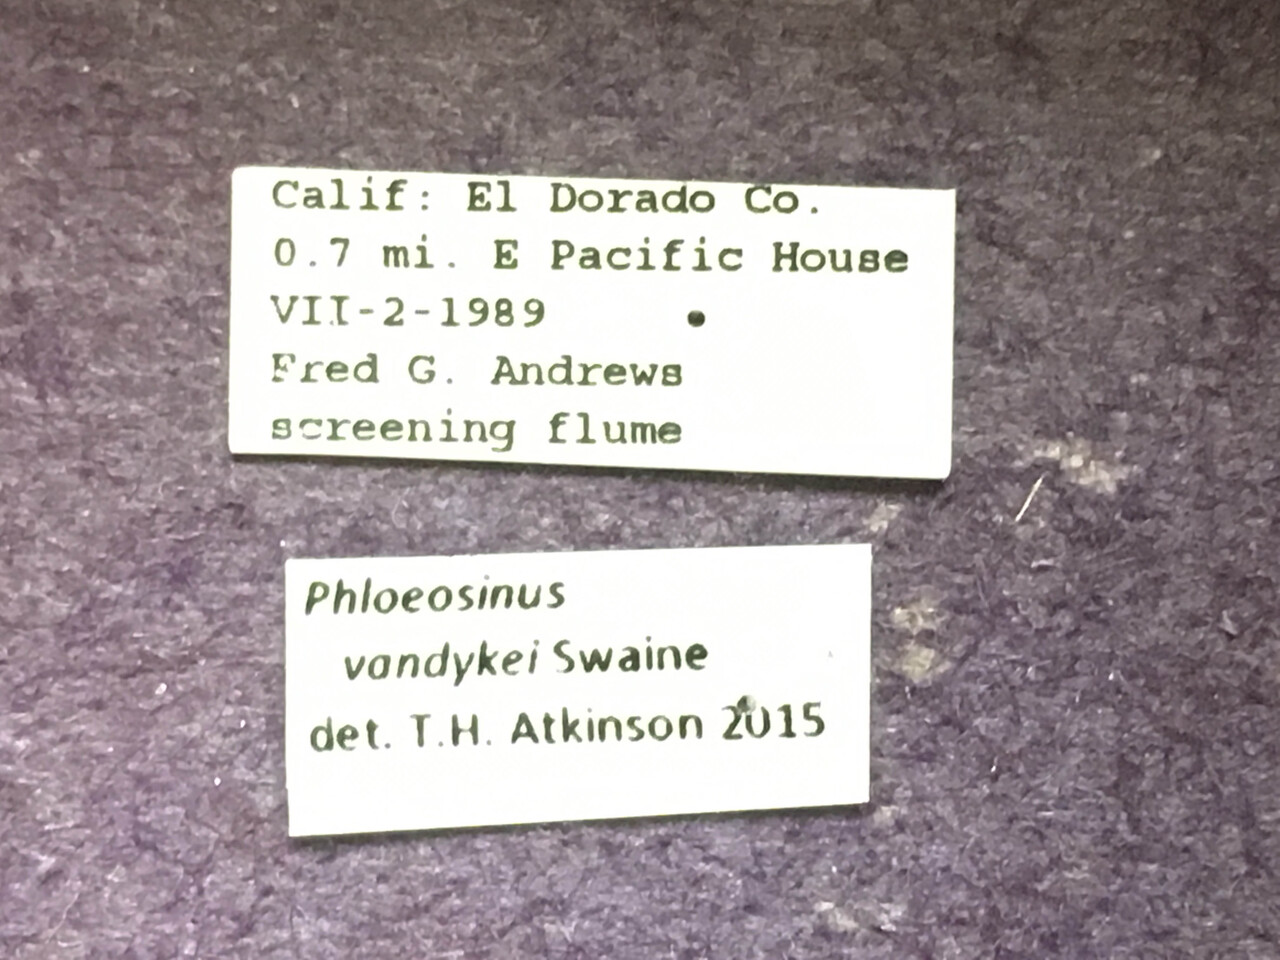 Calif: El Dorado Co.
0.7 mi. E Pacific House
VII-2-1989
Fred G. Andrews
screening flume
Phloeosinus
vandykei Swaine
det. T.H. Atkinson 2015